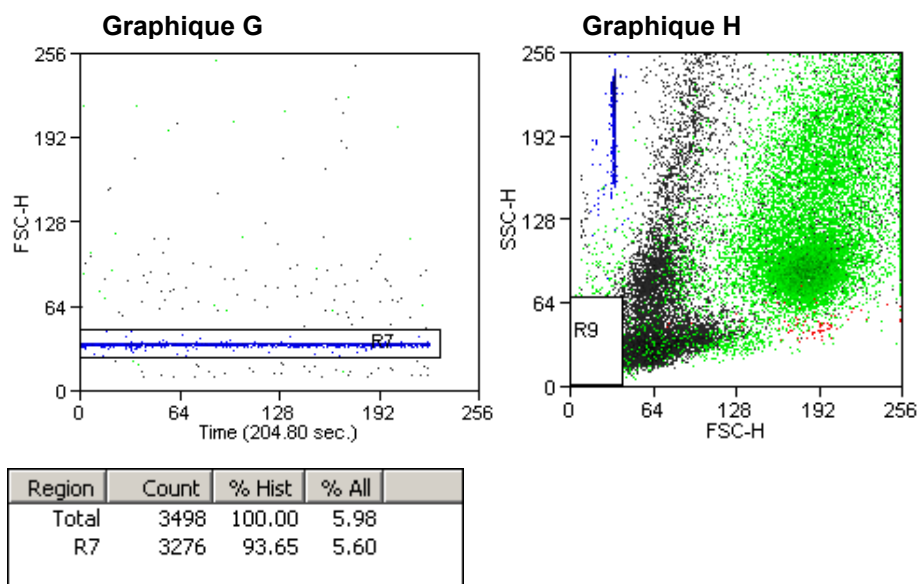 Graphique G
256
192
128
64
0
FSC-H
R7
0 64 128 192 256
Time (204.80 sec.)
Graphique H
256
192
128
64
0
SSC-H
R9
0 64 128 192 256
FSC-H
Region Count % Hist % All
Total 3498 100.00 5.98
R7 3276 93.65 5.60